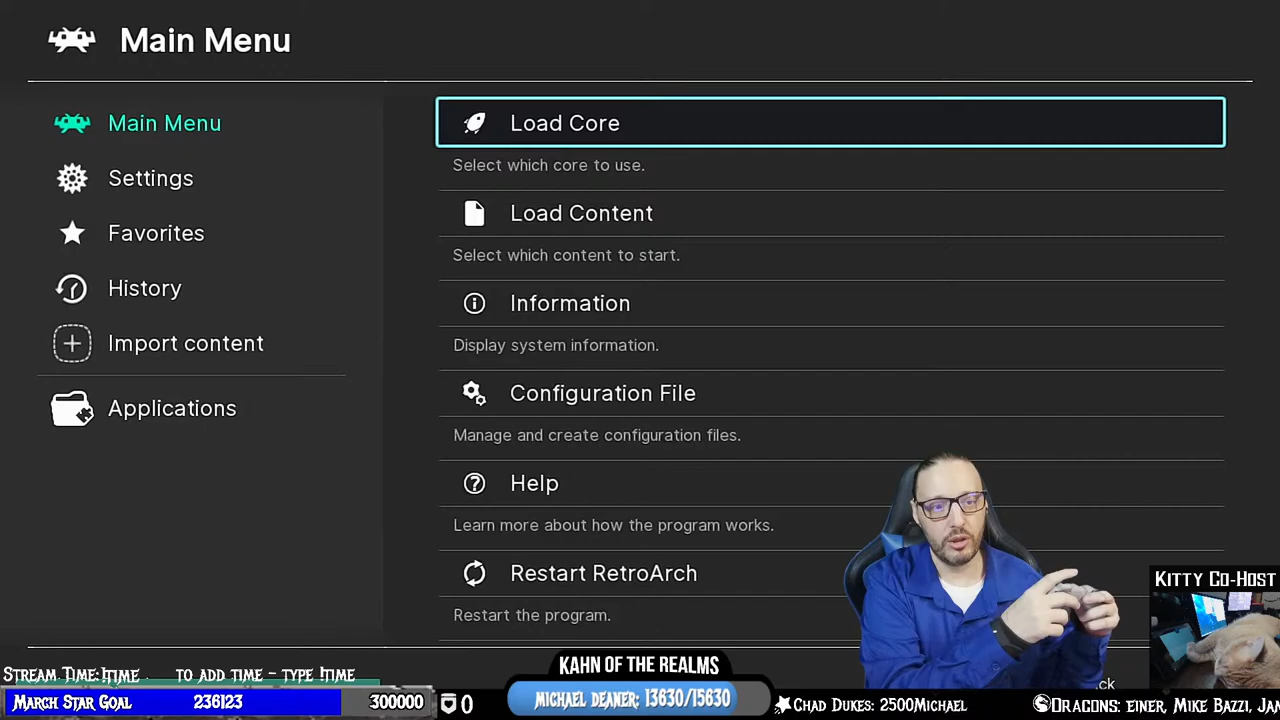 Main Menu
Main Menu
Settings
Favorites
History
Import content
Applications
Load Core
Select which core to use.
Load Content
Select which content to start.
Information
Display system information.
Configuration File
Manage and create configuration files.
Help
Learn more about how the program works.
Restart RetroArch
Restart the program.
ck
Kitty Co-Host
Stream Time: !Time to add time - type !time
March Star Goal 236123 300000
Kahn of the Realms
Michael Deaner: 13630/15630
0
Chad Dukes: 2500Michael
Dragons: einer, Mike Bazzi, Jam